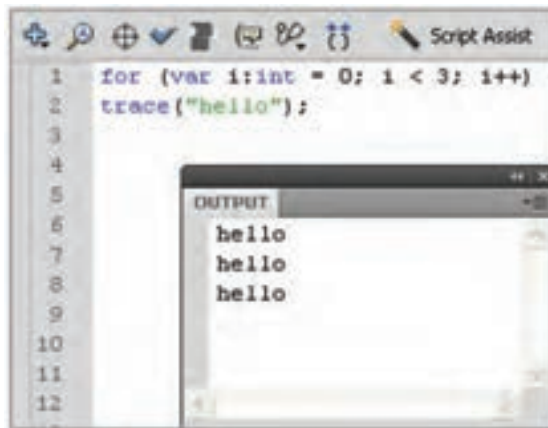 Script Assist
1 for (var i:int = 0; i < 3; i++)
2 trace("hello");
3
4
5
6
7
8
9
10
11
12
OUTPUT
hello
hello
hello